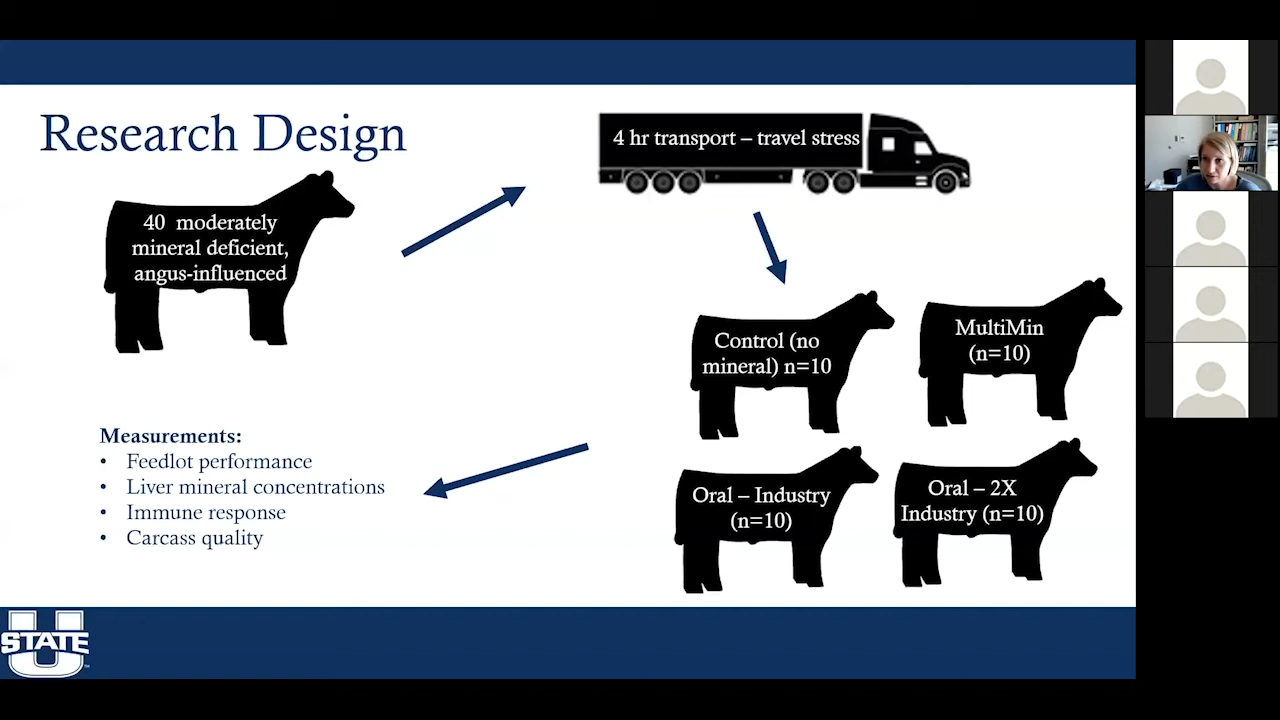 Research Design
40 moderately
mineral deficient,
angus-influenced
4 hr transport – travel stress
Control (no
mineral) n=10
MultiMin
(n=10)
Oral – Industry
(n=10)
Oral – 2X
Industry (n=10)
Measurements:
• Feedlot performance
• Liver mineral concentrations
• Immune response
• Carcass quality
U
STATE